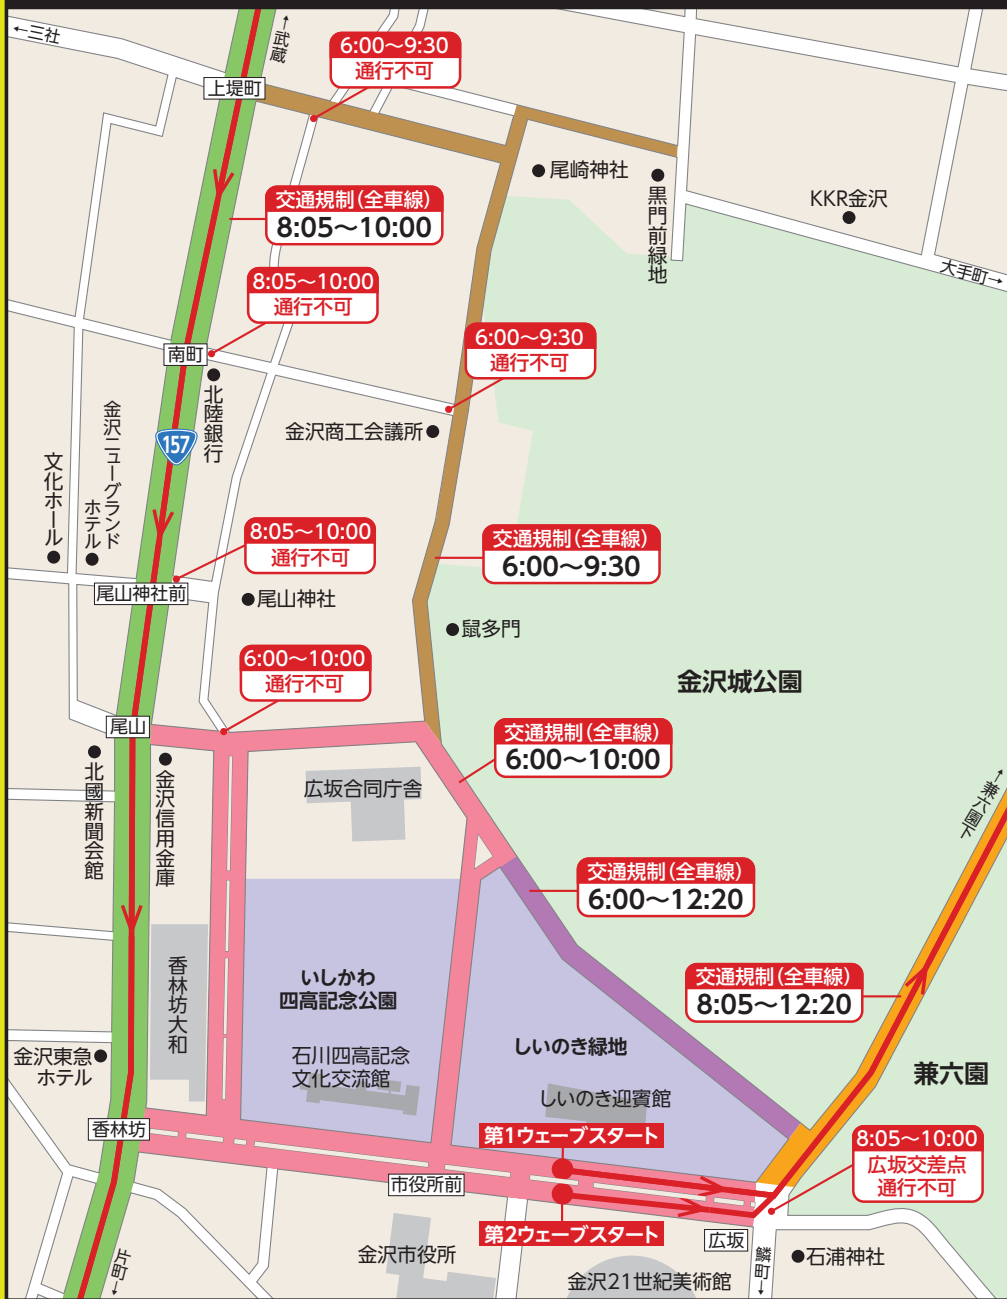 ←三社
←武蔵
6:00～9:30
通行不可
上堤町
尾崎神社
黒門前緑地
KKR金沢
大手町→
交通規制（全車線）
8:05～10:00
8:05～10:00
通行不可
南町
6:00～9:30
通行不可
北陸銀行
金沢商工会議所
157
金沢ニューグランド
ホテル
文化ホール
8:05～10:00
通行不可
交通規制（全車線）
6:00～9:30
尾山神社前
尾山神社
鼠多門
6:00～10:00
通行不可
金沢城公園
尾山
交通規制（全車線）
6:00～10:00
北國新聞会館
金沢信用金庫
広坂合同庁舎
←兼六園下
交通規制（全車線）
6:00～12:20
香林坊大和
いしかわ
四高記念公園
交通規制（全車線）
8:05～12:20
石川四高記念
文化交流館
しいのき緑地
しいのき迎賓館
金沢東急
ホテル
兼六園
香林坊
第1ウェーブスタート
8:05～10:00
広坂交差点
通行不可
市役所前
第2ウェーブスタート
広坂
片町→
金沢市役所
鱗町→
石浦神社
金沢21世紀美術館